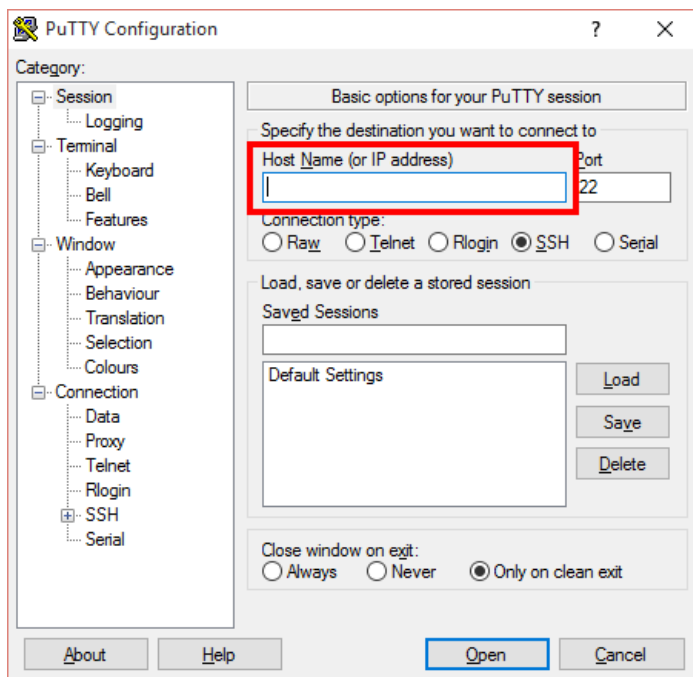 PuTTY Configuration
?
Category:
Session
Logging
Terminal
Keyboard
Bell
Features
Window
Appearance
Behaviour
Translation
Selection
Colours
Connection
Data
Proxy
Telnet
Rlogin
SSH
Serial
Basic options for your PuTTY session
Specify the destination you want to connect to
Host Name (or IP address) Port
22
Connection type:
Raw Telnet Rlogin SSH Serial
Load, save or delete a stored session
Saved Sessions
Default Settings
Load
Save
Delete
Close window on exit:
Always Never Only on clean exit
About Help Open Cancel